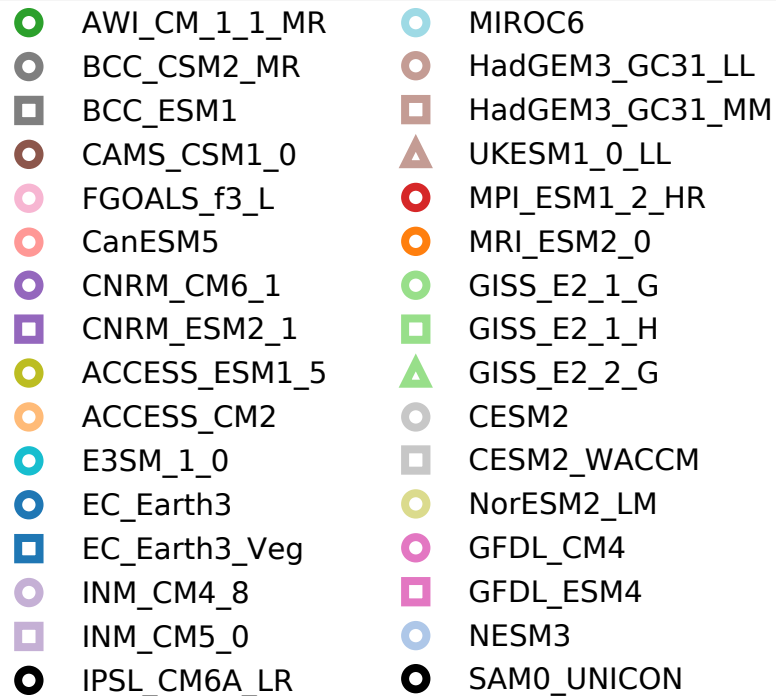 AWI_CM_1_1_MR
BCC_CSM2_MR
BCC_ESM1
CAMS_CSM1_0
FGOALS_f3_L
CanESM5
CNRM_CM6_1
CNRM_ESM2_1
ACCESS_ESM1_5
ACCESS_CM2
E3SM_1_0
EC_Earth3
EC_Earth3_Veg
INM_CM4_8
INM_CM5_0
IPSL_CM6A_LR
MIROC6
HadGEM3_GC31_LL
HadGEM3_GC31_MM
UKESM1_0_LL
MPI_ESM1_2_HR
MRI_ESM2_0
GISS_E2_1_G
GISS_E2_1_H
GISS_E2_2_G
CESM2
CESM2_WACCM
NorESM2_LM
GFDL_CM4
GFDL_ESM4
NESM3
SAM0_UNICON